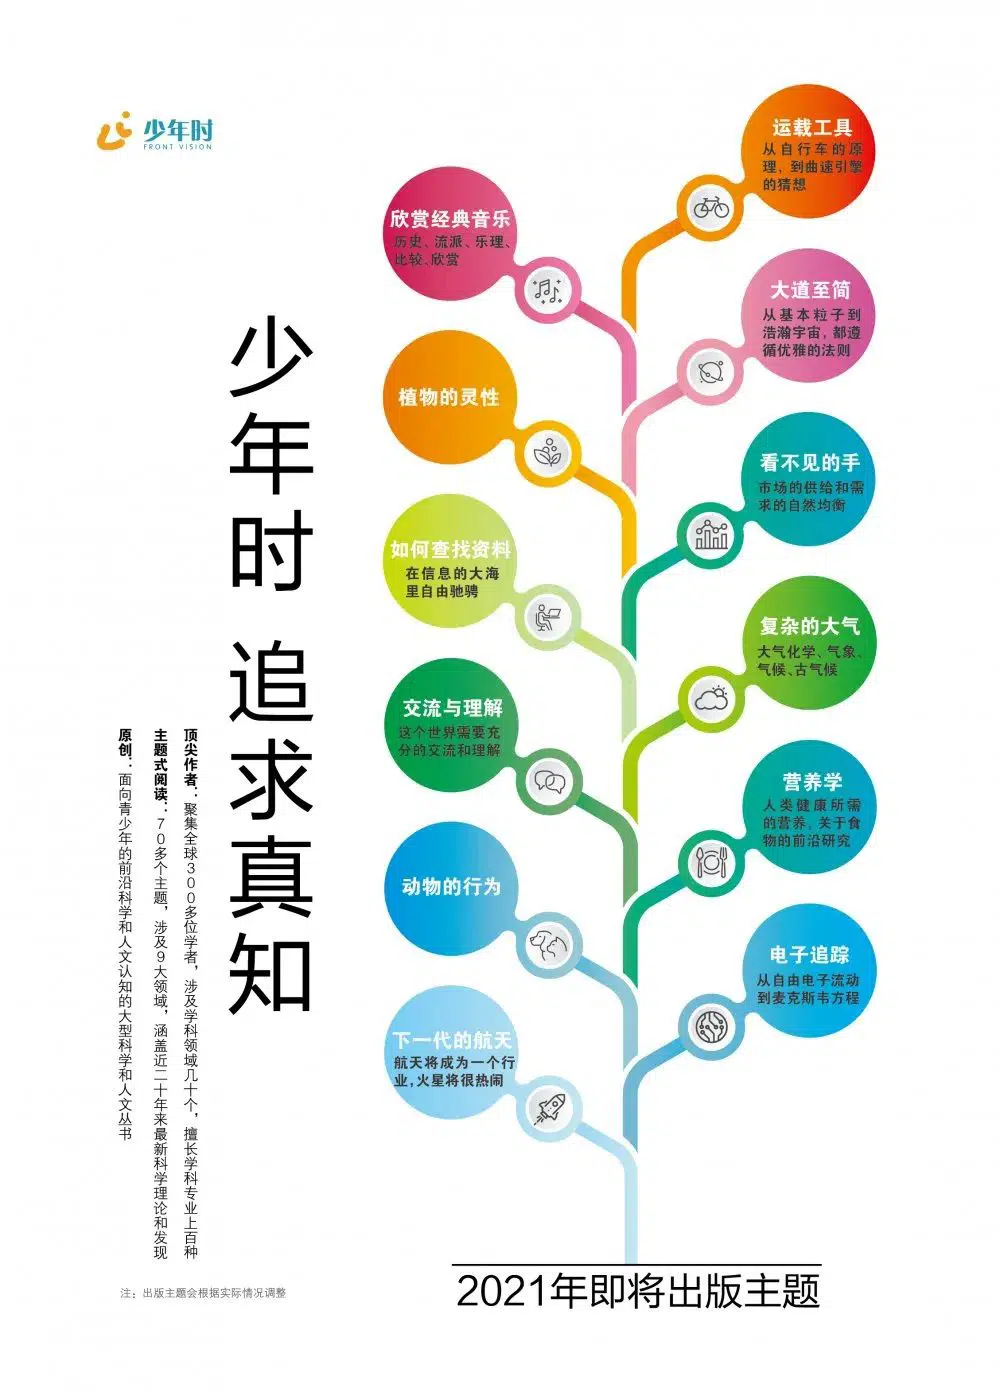 少年时
FRONT VISION
少年时 追求真知
顶尖作者：聚集全球300多位学者，涉及学科领域几十个，擅长学科专业上百种
主题式阅读：70多个主题，涉及9大领域，涵盖近二十年来最新科学理论和发现
原创：面向青少年的前沿科学和人文认知的大型科学和人文丛书
注：出版主题会根据实际情况调整
欣赏经典音乐
历史、流派、乐理、
比较、欣赏
植物的灵性
如何查找资料
在信息的大海
里自由驰骋
交流与理解
这个世界需要充
分的交流和理解
动物的行为
下一代的航天
航天将成为一个行
业，火星将很热闹
运载工具
从自行车的原
理，到曲速引擎
的猜想
大道至简
从基本粒子到
浩瀚宇宙，都遵
循优雅的法则
看不见的手
市场的供给和需
求的自然均衡
复杂的大气
大气化学、气象、
气候、古气候
营养学
人类健康所需
的营养，关于食
物的前沿研究
电子追踪
从自由电子流动
到麦克斯韦方程
2021年即将出版主题